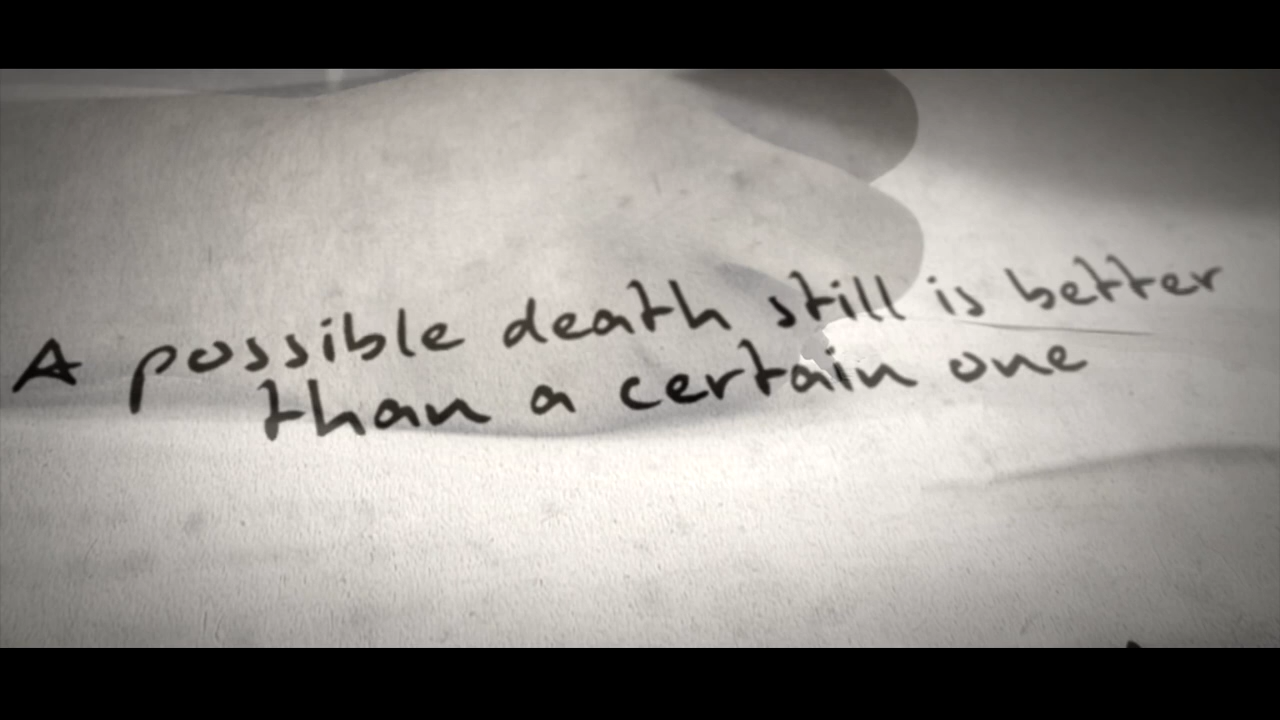 A possible death still is better
than a certain one